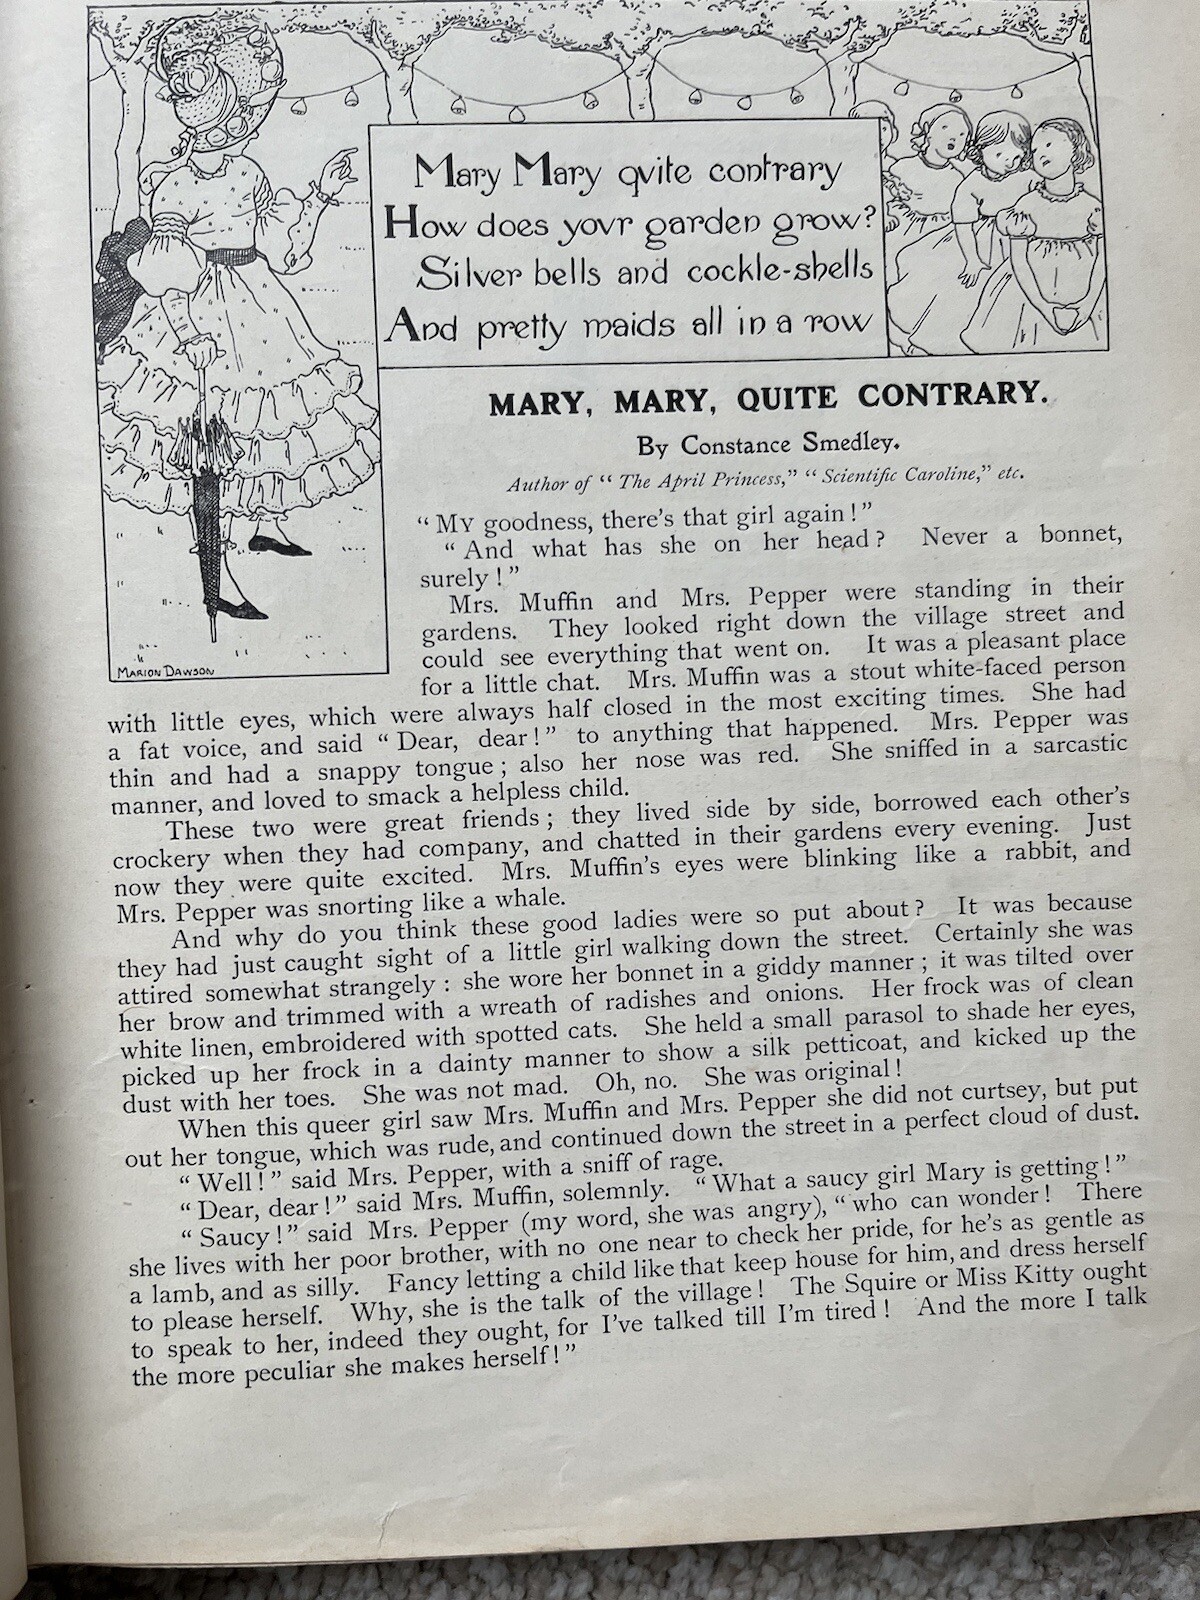 Mary Mary quite contrary
How does your garden grow?
Silver bells and cockle-shells
And pretty maids all in a row
MARION DAWSON
MARY, MARY, QUITE CONTRARY.
By Constance Smedley.
Author of “ The April Princess,” “ Scientific Caroline,” etc.
“ MY goodness, there’s that girl again ! ”
“ And what has she on her head ? Never a bonnet,
surely ! ”
Mrs. Muffin and Mrs. Pepper were standing in their
gardens. They looked right down the village street and
could see everything that went on. It was a pleasant place
for a little chat. Mrs. Muffin was a stout white-faced person
with little eyes, which were always half closed in the most exciting times. She had
a fat voice, and said “ Dear, dear ! ” to anything that happened. Mrs. Pepper was
thin and had a snappy tongue ; also her nose was red. She sniffed in a sarcastic
manner, and loved to smack a helpless child.
These two were great friends ; they lived side by side, borrowed each other’s
crockery when they had company, and chatted in their gardens every evening. Just
now they were quite excited. Mrs. Muffin’s eyes were blinking like a rabbit, and
Mrs. Pepper was snorting like a whale.
And why do you think these good ladies were so put about ? It was because
they had just caught sight of a little girl walking down the street. Certainly she was
attired somewhat strangely : she wore her bonnet in a giddy manner ; it was tilted over
her brow and trimmed with a wreath of radishes and onions. Her frock was of clean
white linen, embroidered with spotted cats. She held a small parasol to shade her eyes,
picked up her frock in a dainty manner to show a silk petticoat, and kicked up the
dust with her toes. She was not mad. Oh, no. She was original !
When this queer girl saw Mrs. Muffin and Mrs. Pepper she did not curtsey, but put
out her tongue, which was rude, and continued down the street in a perfect cloud of dust.
“ Well ! ” said Mrs. Pepper, with a sniff of rage.
“ Dear, dear ! ” said Mrs. Muffin, solemnly. “ What a saucy girl Mary is getting ! ”
“ Saucy ! ” said Mrs. Pepper (my word, she was angry), “ who can wonder ! There
she lives with her poor brother, with no one near to check her pride, for he’s as gentle as
a lamb, and as silly. Fancy letting a child like that keep house for him, and dress herself
to please herself. Why, she is the talk of the village ! The Squire or Miss Kitty ought
to speak to her, indeed they ought, for I’ve talked till I’m tired ! And the more I talk
the more peculiar she makes herself ! ”